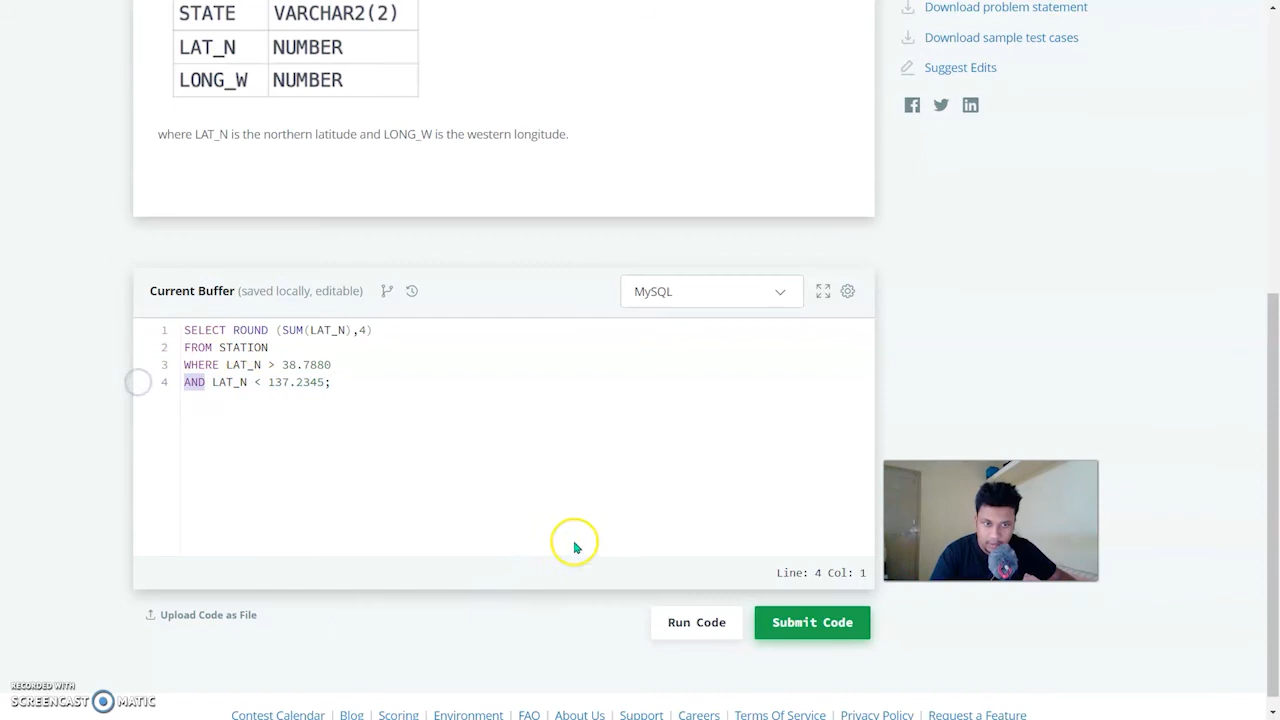 STATE VARCHAR2(2)
LAT_N NUMBER
LONG_W NUMBER
where LAT_N is the northern latitude and LONG_W is the western longitude.
Download problem statement
Download sample test cases
Suggest Edits
Current Buffer (saved locally, editable)
MySQL
1 SELECT ROUND (SUM(LAT_N),4)
2 FROM STATION
3 WHERE LAT_N > 38.7880
4 AND LAT_N < 137.2345;
Line: 4 Col: 1
Upload Code as File
Run Code
Submit Code
RECORDED WITH
SCREENCAST MATIC
Contest Calendar | Blog | Scoring | Environment | FAQ | About Us | Support | Careers | Terms Of Service | Privacy Policy | Request a Feature